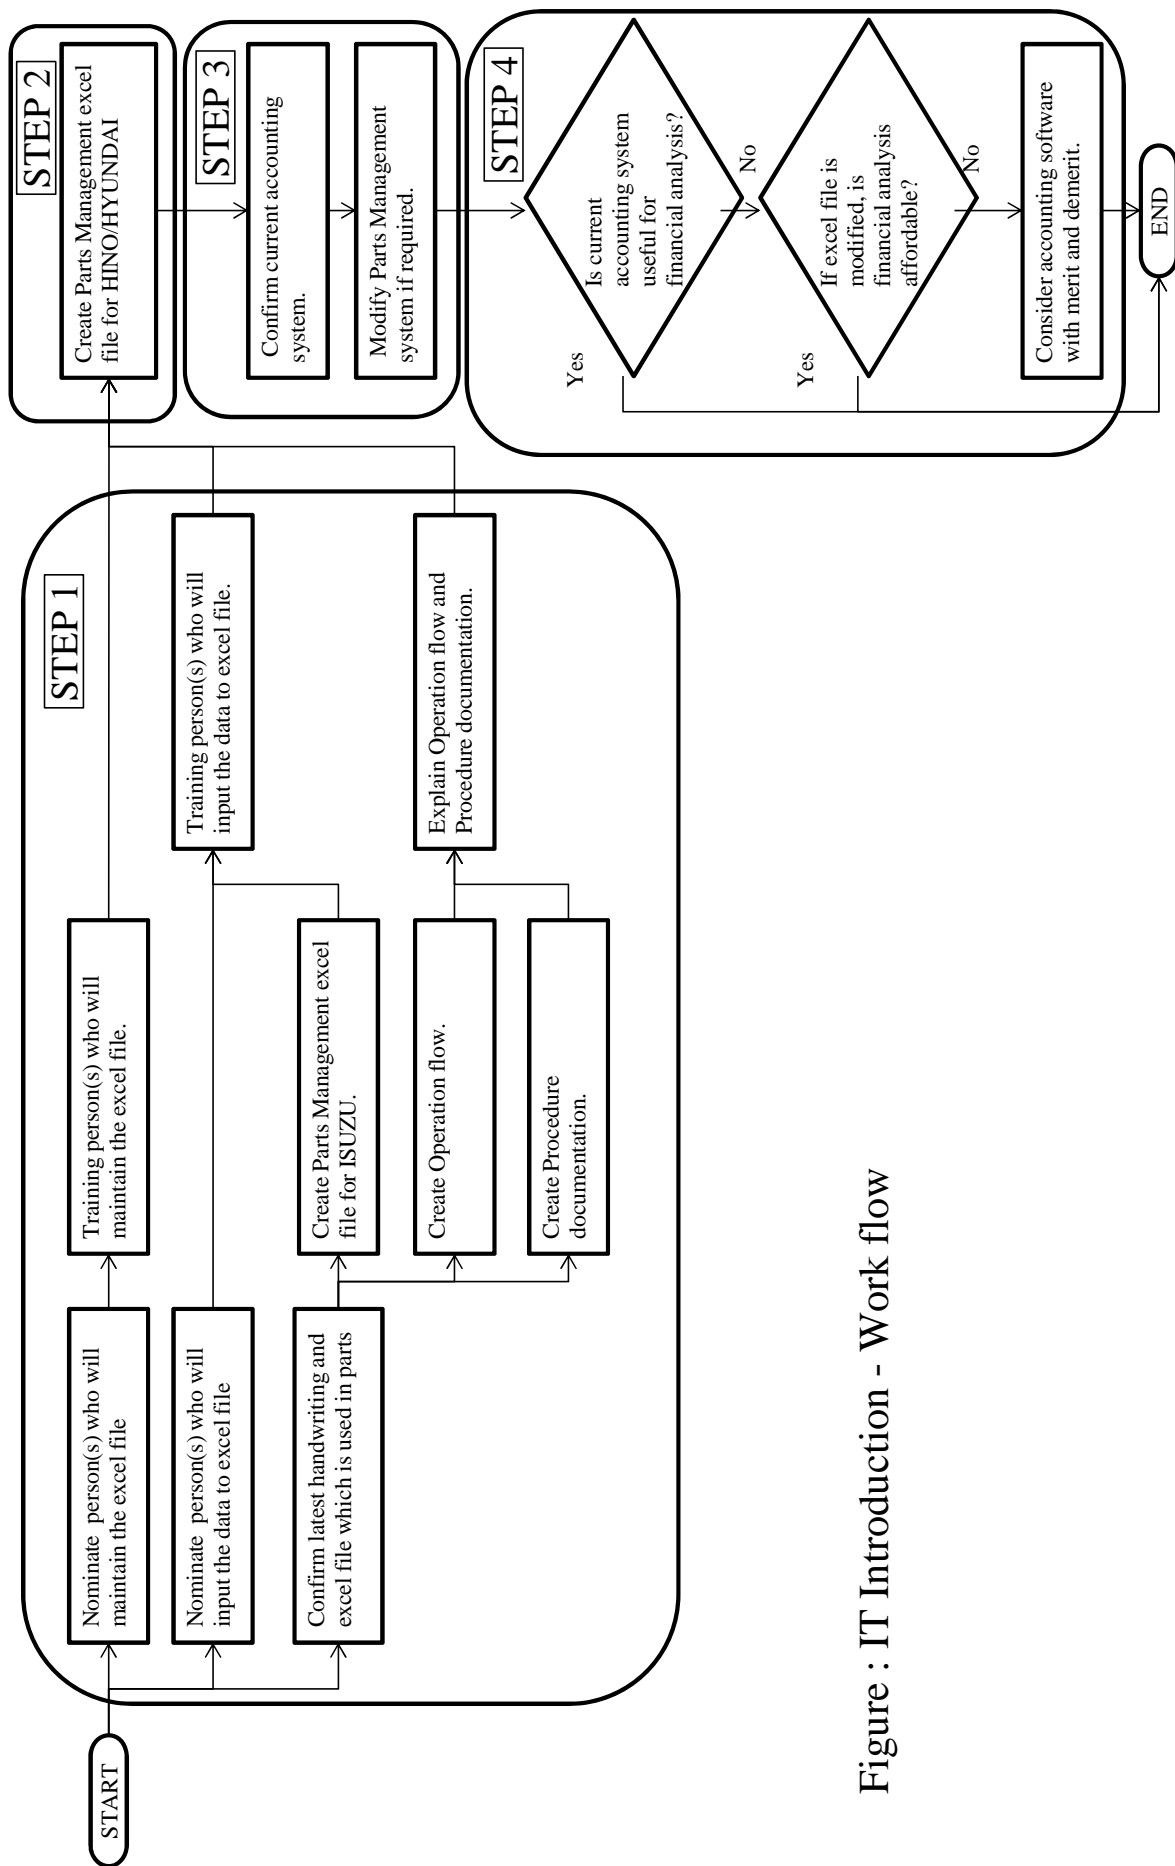 START
STEP 1
Nominate  person(s) who will
maintain the excel file
Training person(s) who will
maintain the excel file.
Nominate  person(s) who will
input the data to excel file
Training person(s) who will
input the data to excel file.
Confirm latest handwriting and
excel file which is used in parts
Create Parts Management excel
file for ISUZU.
Create Operation flow.
Create Procedure
documentation.
Explain Operation flow and
Procedure documentation.
STEP 2
Create Parts Management excel
file for HINO/HYUNDAI
STEP 3
Confirm current accounting
system.
Modify Parts Management
system if required.
STEP 4
Is current
accounting system
useful for
financial analysis?
Yes
No
If excel file is
modified, is
financial analysis
affordable?
Yes
No
Consider accounting software
with merit and demerit.
END
Figure : IT Introduction - Work flow